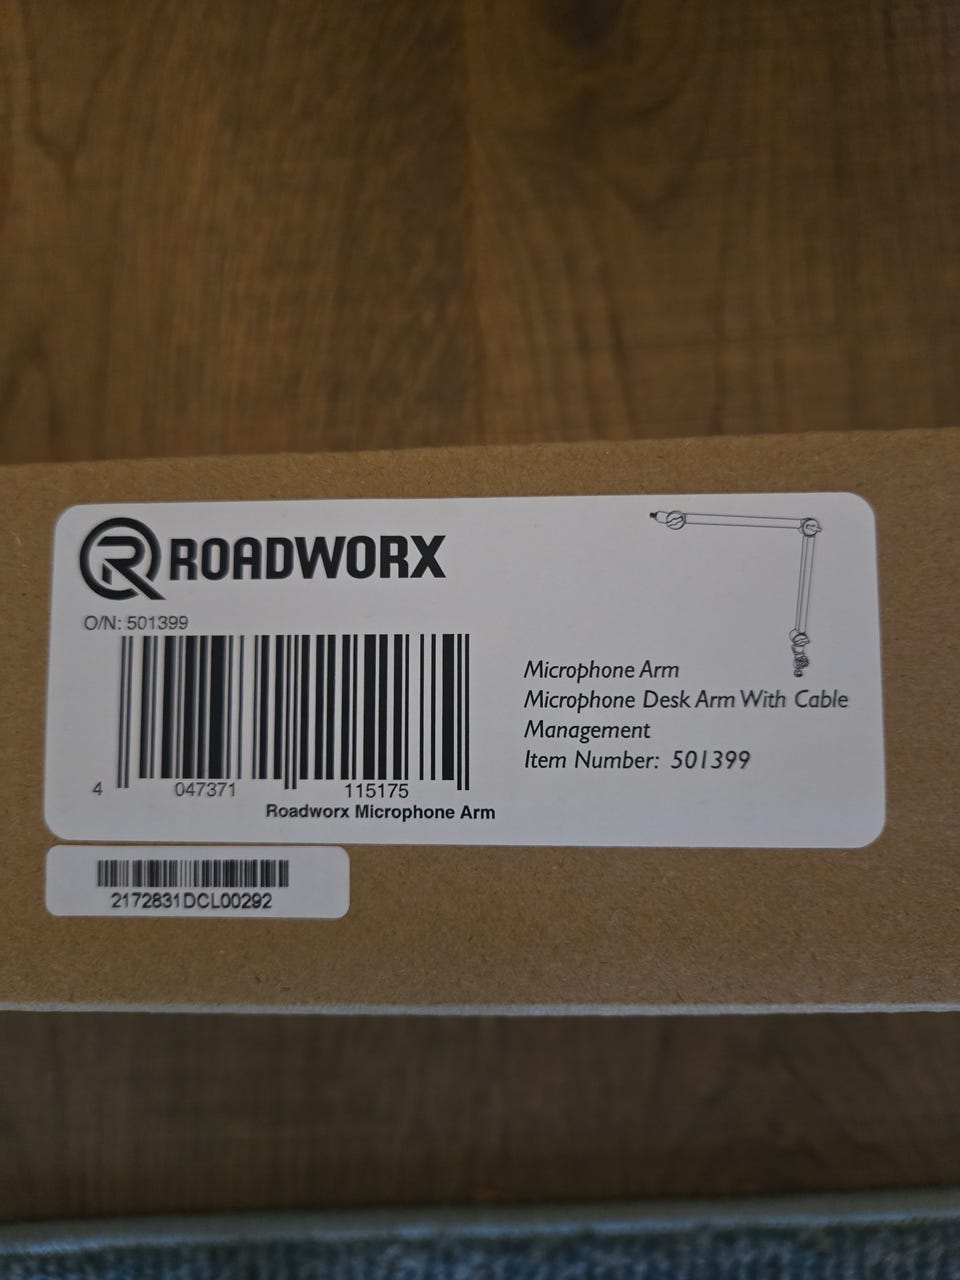 ROADWORX
O/N: 501399
4 047371 115175
Roadworx Microphone Arm
Microphone Arm
Microphone Desk Arm With Cable
Management
Item Number: 501399
2172831DCL00292